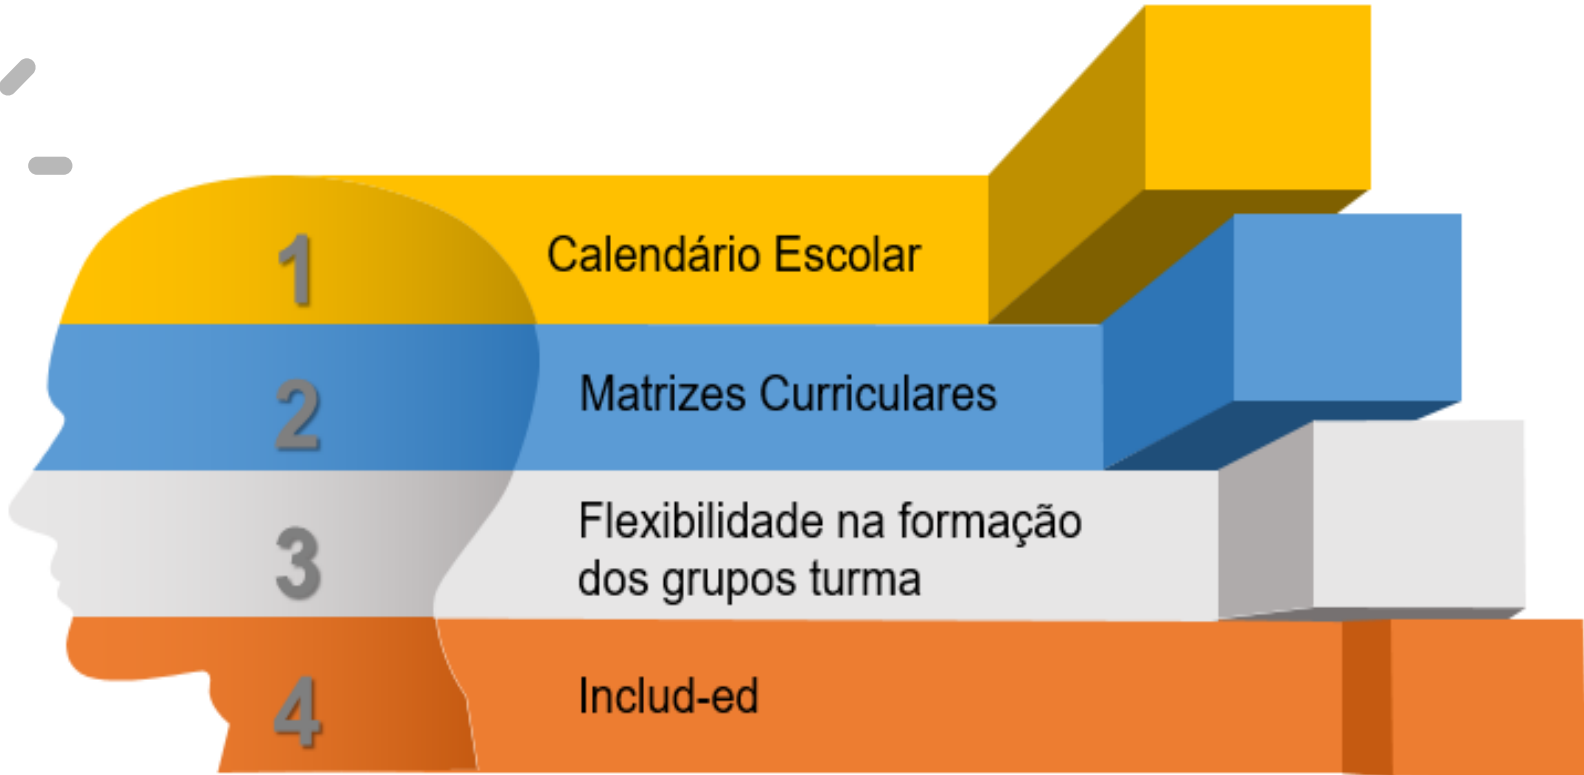 1
Calendário Escolar
2
Matrizes Curriculares
3
Flexibilidade na formação
dos grupos turma
4
Includ-ed